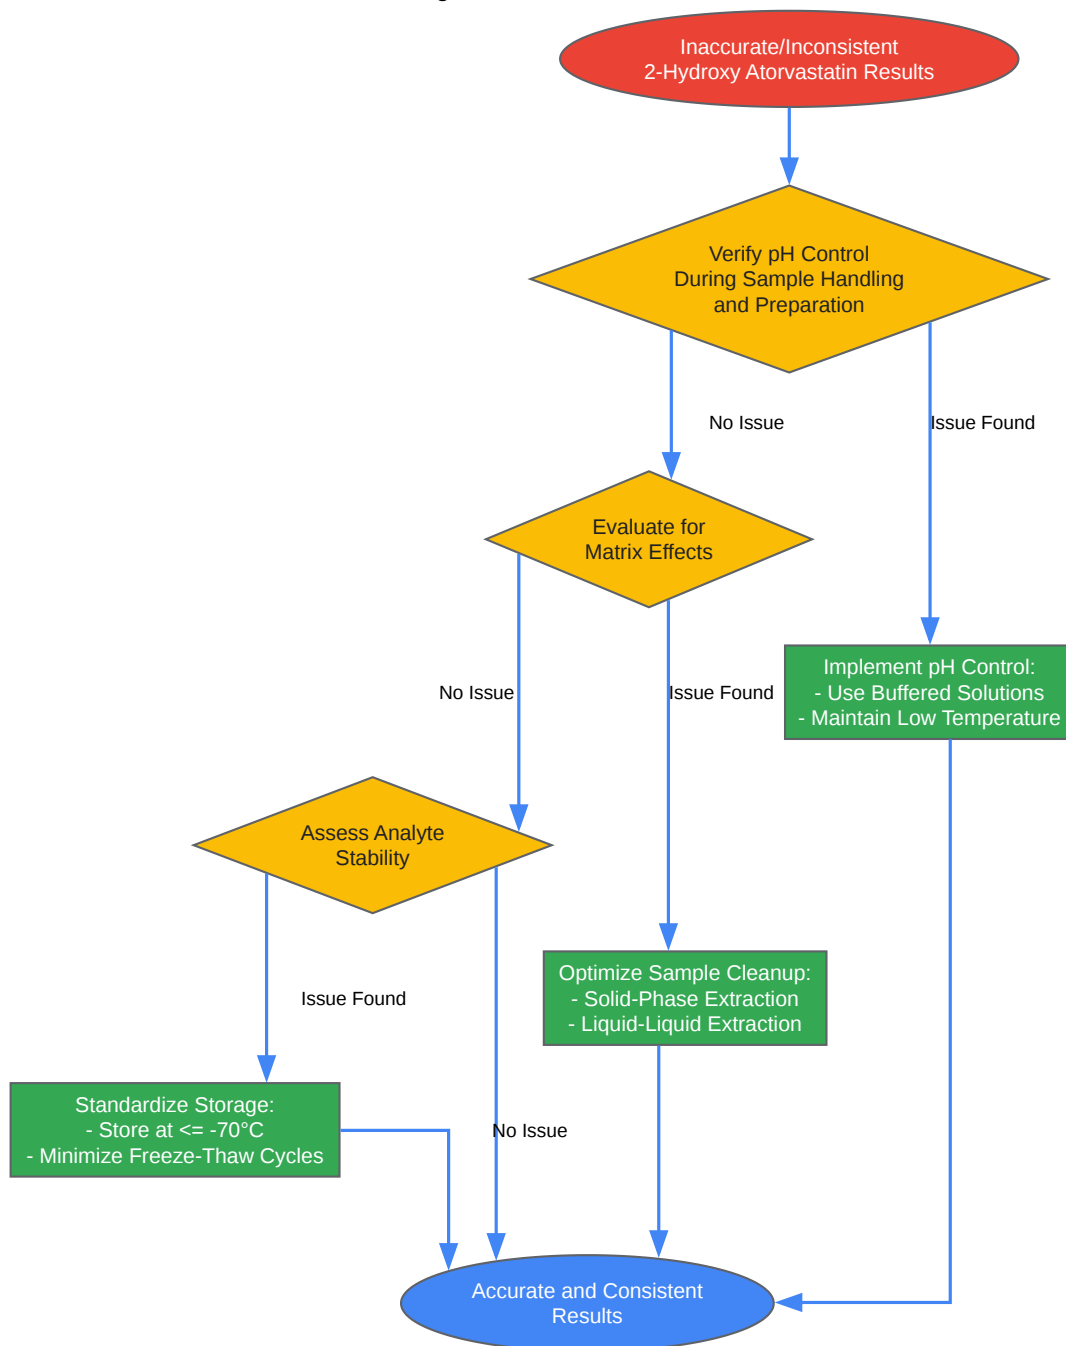 Inaccurate/Inconsistent
2-Hydroxy Atorvastatin Results
Verify pH Control
During Sample Handling
and Preparation
No Issue
Issue Found
Evaluate for
Matrix Effects
Implement pH Control:
- Use Buffered Solutions
- Maintain Low Temperature
No Issue
Issue Found
Assess Analyte
Stability
Optimize Sample Cleanup:
- Solid-Phase Extraction
- Liquid-Liquid Extraction
Issue Found
Standardize Storage:
- Store at <= -70°C
- Minimize Freeze-Thaw Cycles
No Issue
Accurate and Consistent
Results